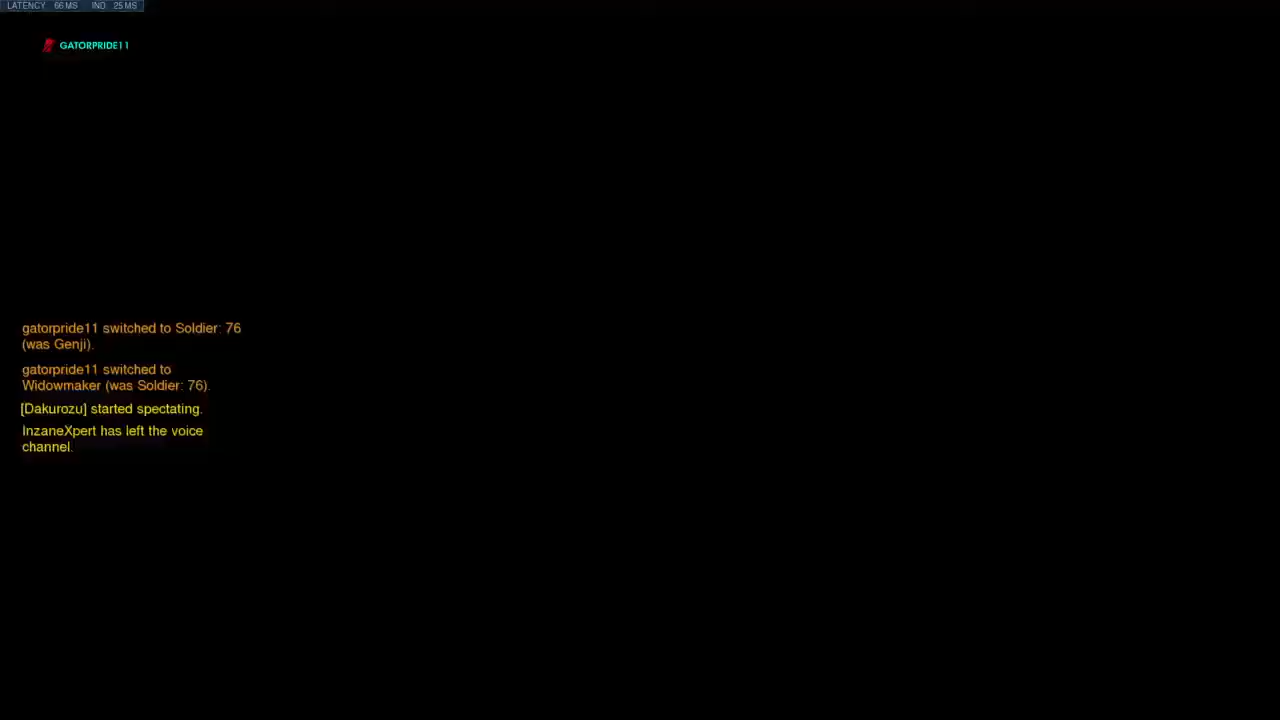 LATENCY 66 MS IND 25 MS
GATORPRIDE11
gatorpride11 switched to Soldier: 76
(was Genji).
gatorpride11 switched to
Widowmaker (was Soldier: 76).
[Dakurozu] started spectating.
InzaneXpert has left the voice
channel.